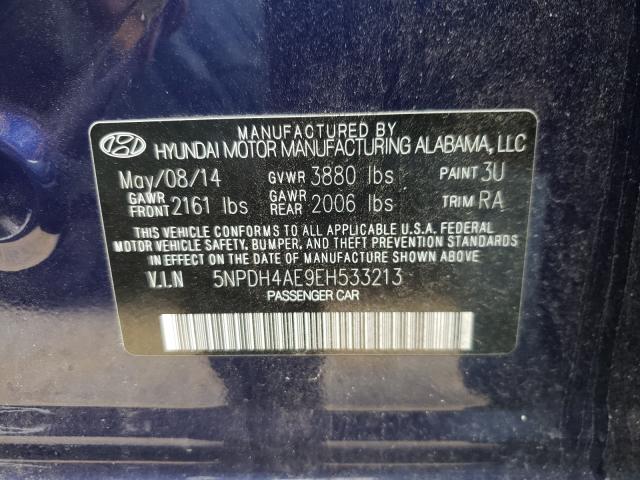 MANUFACTURED BY
HYUNDAI MOTOR MANUFACTURING ALABAMA, LLC
May/08/14 GVWR 3880 lbs PAINT 3U
GAWR FRONT 2161 lbs GAWR REAR 2006 lbs TRIM RA
THIS VEHICLE CONFORMS TO ALL APPLICABLE U.S.A. FEDERAL
MOTOR VEHICLE SAFETY, BUMPER, AND THEFT PREVENTION STANDARDS
IN EFFECT ON THE DATE OF MANUFACTURE SHOWN ABOVE.
V.I.N 5NPDH4AE9EH533213
PASSENGER CAR